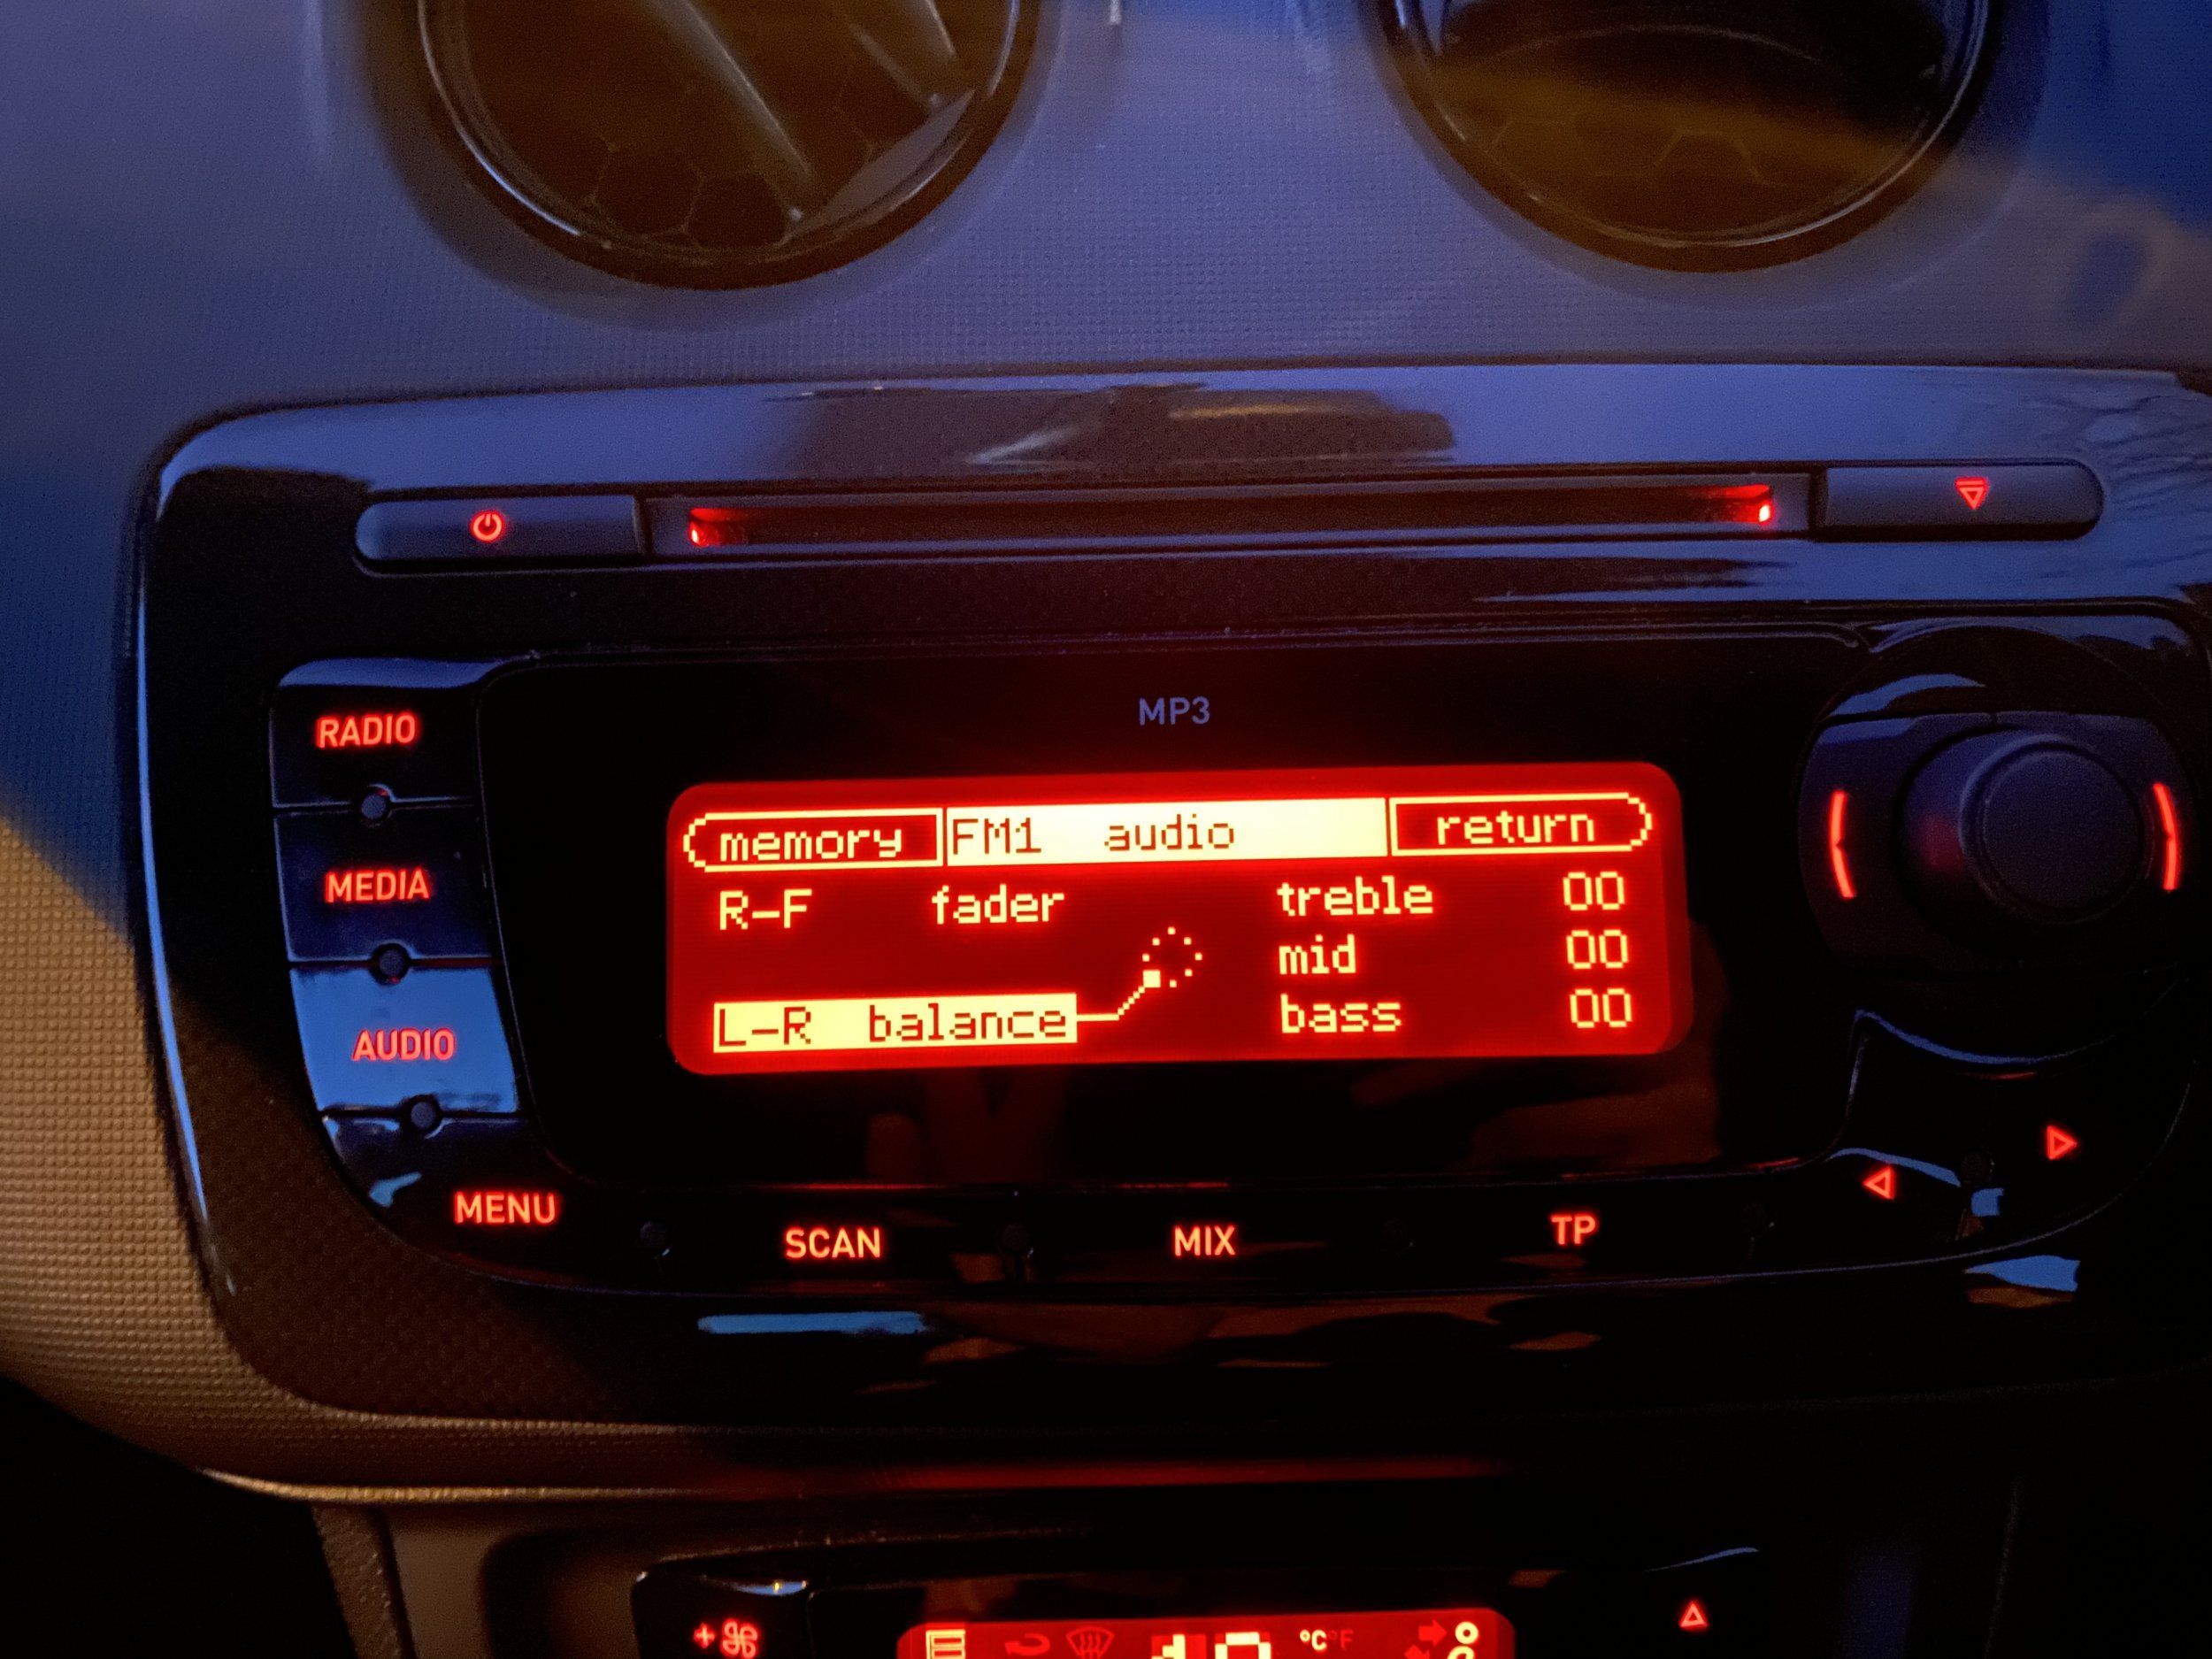 MP3
RADIO
MEDIA
AUDIO
MENU
memory FM1 audio return
R-F fader treble 00
mid 00
L-R balance bass 00
SCAN MIX TP
°C°F